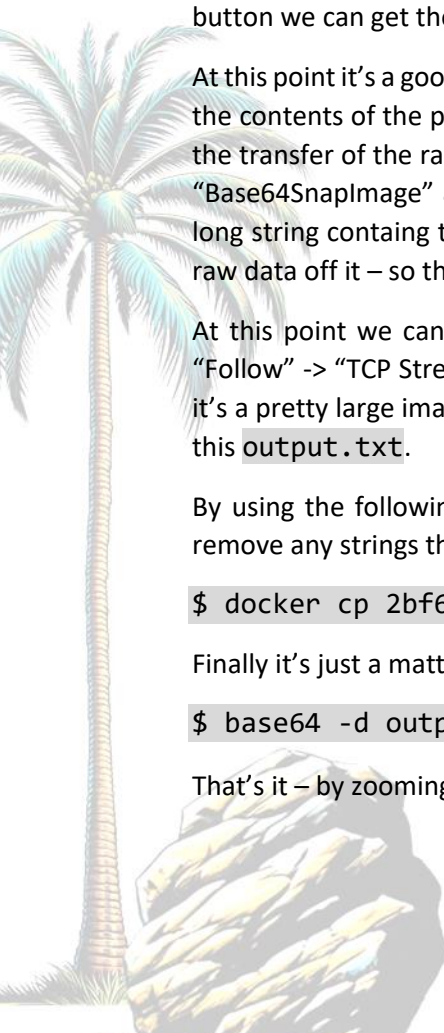 button we can get the
At this point it's a goo
the contents of the p
the transfer of the ra
“Base64SnapImage”
long string containg t
raw data off it – so th
At this point we can
“Follow” -> “TCP Stre
it's a pretty large ima
this output.txt.
By using the followin
remove any strings th
$ docker cp 2bf6
Finally it's just a matt
$ base64 -d outp
That's it – by zooming